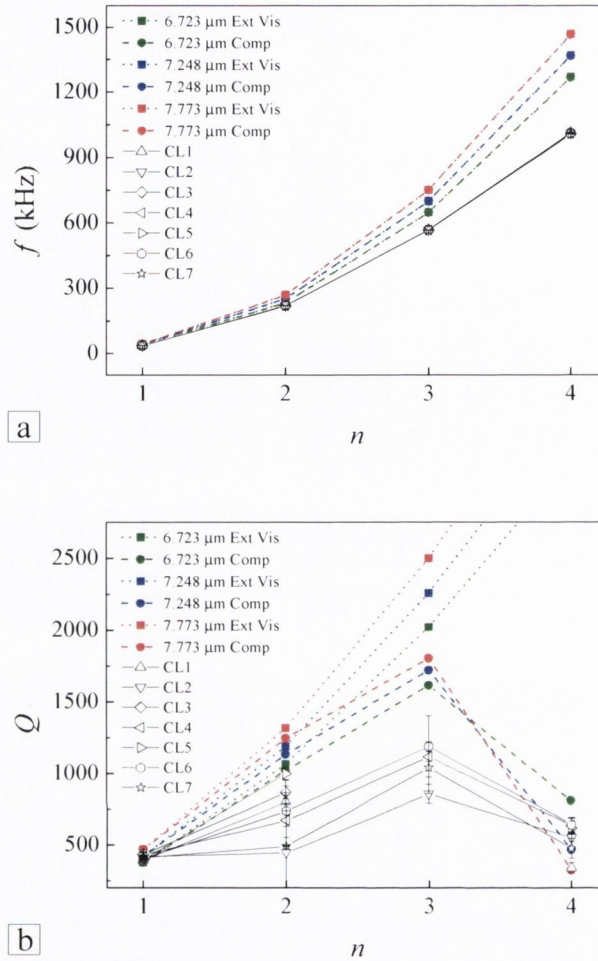 1500
1200
900
600
300
0
f (kHz)
6.723 µm Ext Vis
6.723 µm Comp
7.248 µm Ext Vis
7.248 µm Comp
7.773 µm Ext Vis
7.773 µm Comp
CL1
CL2
CL3
CL4
CL5
CL6
CL7
1 2 3 4
n
a
2500
2000
1500
1000
500
Q
6.723 µm Ext Vis
6.723 µm Comp
7.248 µm Ext Vis
7.248 µm Comp
7.773 µm Ext Vis
7.773 µm Comp
CL1
CL2
CL3
CL4
CL5
CL6
CL7
1 2 3 4
n
b